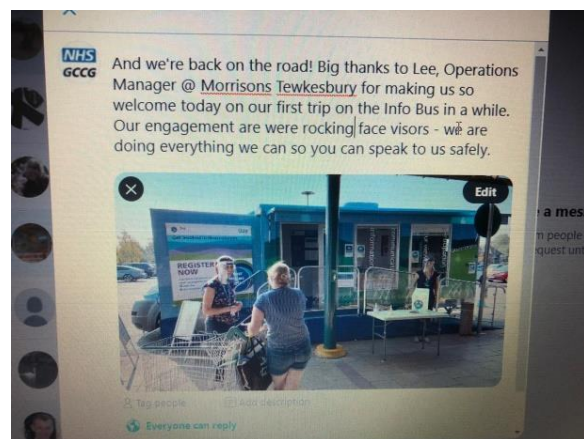 NHS
GCCG
And we're back on the road! Big thanks to Lee, Operations
Manager @ Morrisons Tewkesbury for making us so
welcome today on our first trip on the Info Bus in a while.
Our engagement are were rocking face visors - we are
doing everything we can so you can speak to us safely.
Edit
REGISTER
NOW
a mes
people
quest unt
Tag people
Add description
Everyone can reply